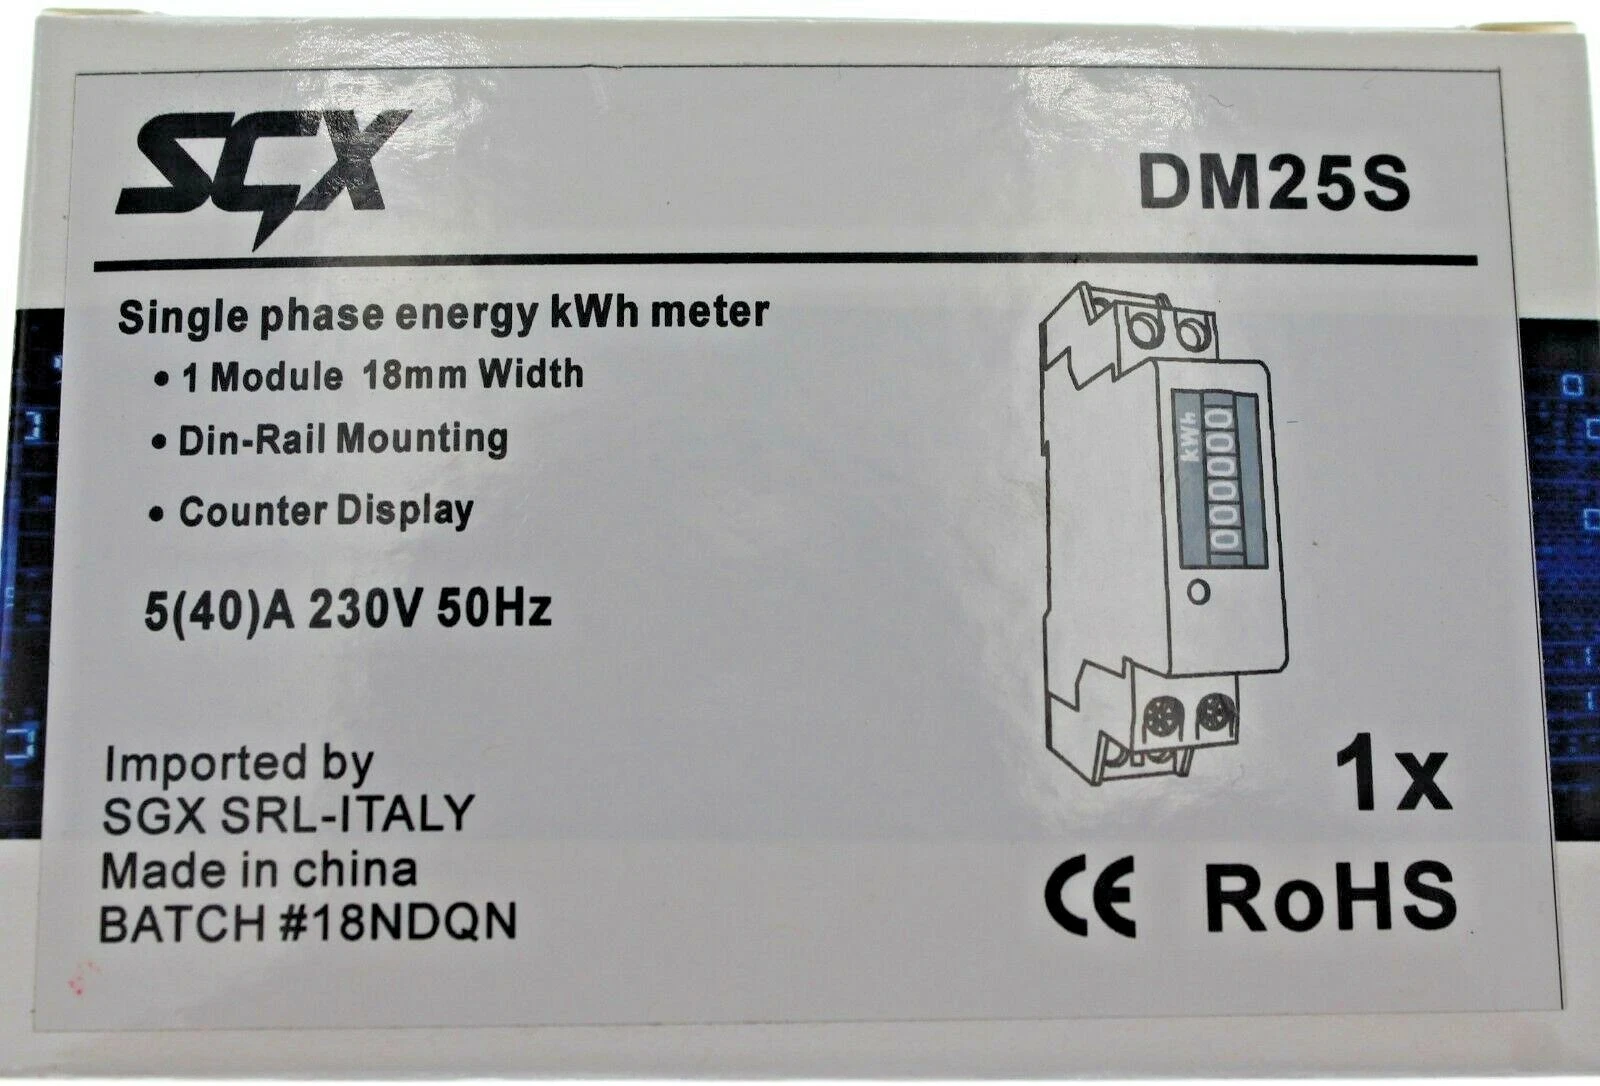 SGX
DM25S
Single phase energy kWh meter
• 1 Module 18mm Width
• Din-Rail Mounting
• Counter Display
5(40)A 230V 50Hz
kWh
000000
Imported by
SGX SRL-ITALY
Made in china
BATCH #18NDQN
1x
CE RoHS